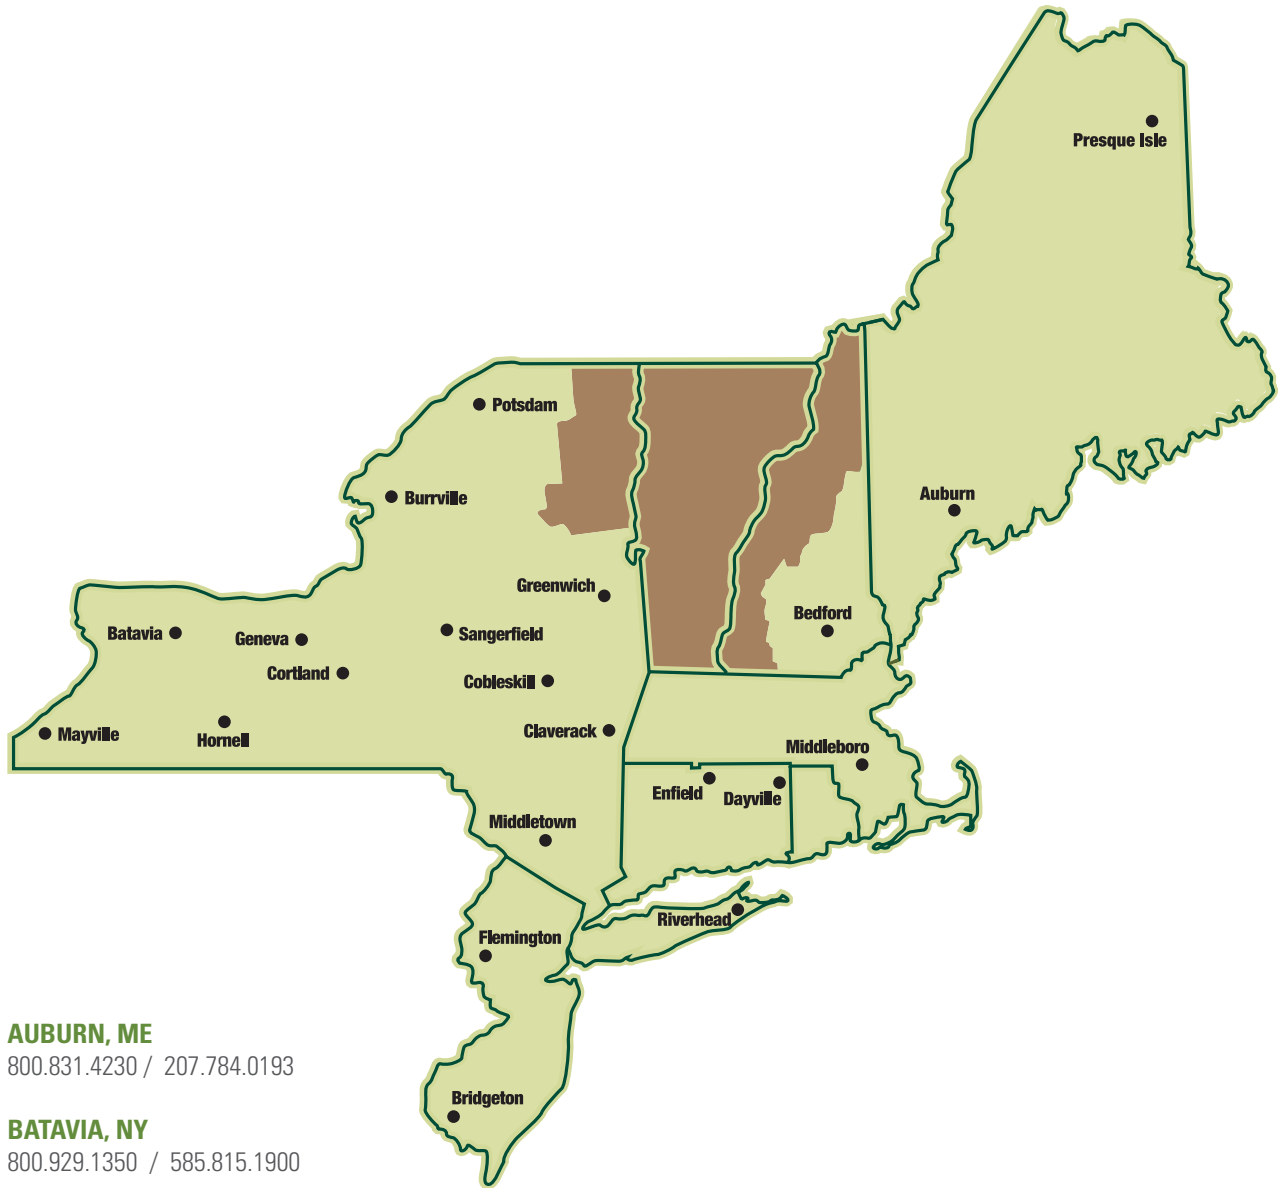 Presque Isle
Potsdam
Burrville
Auburn
Greenwich
Bedford
Batavia
Geneva
Sangerfield
Cortland
Cobleskill
Mayville
Hornell
Claverack
Middleboro
Enfield
Dayville
Middletown
Riverhead
Flemington
AUBURN, ME
800.831.4230 / 207.784.0193
Bridgeton
BATAVIA, NY
800.929.1350 / 585.815.1900